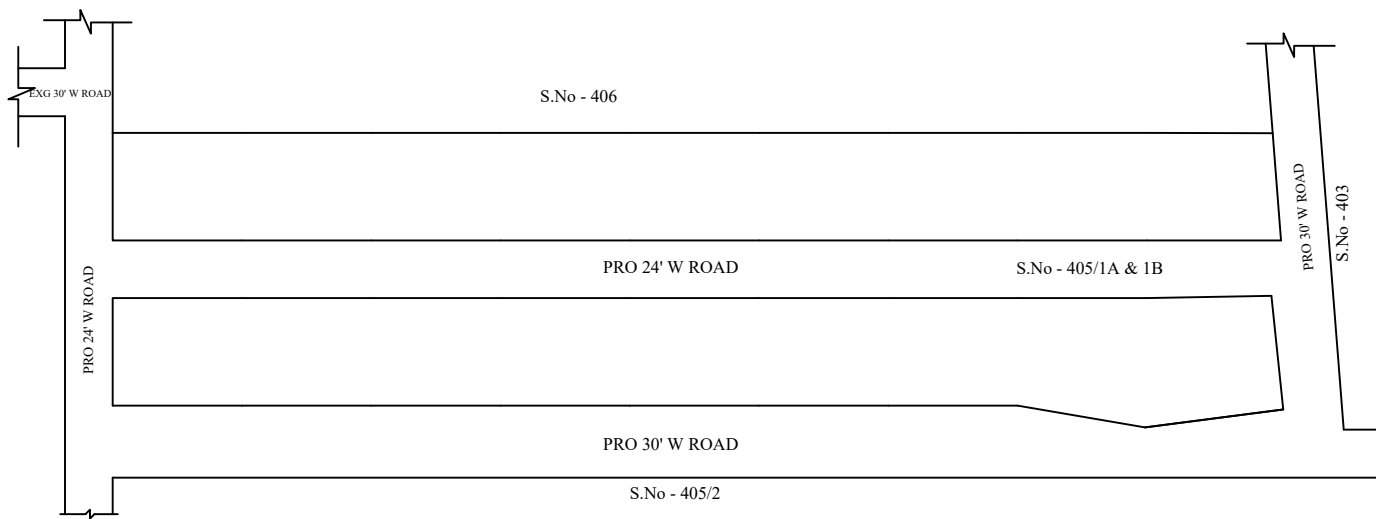 EXG 30' W ROAD
S.No - 406
PRO 30' W ROAD
S.No - 403
PRO 24' W ROAD
S.No - 405/1A & 1B
PRO 24' W ROAD
PRO 30' W ROAD
S.No - 405/2